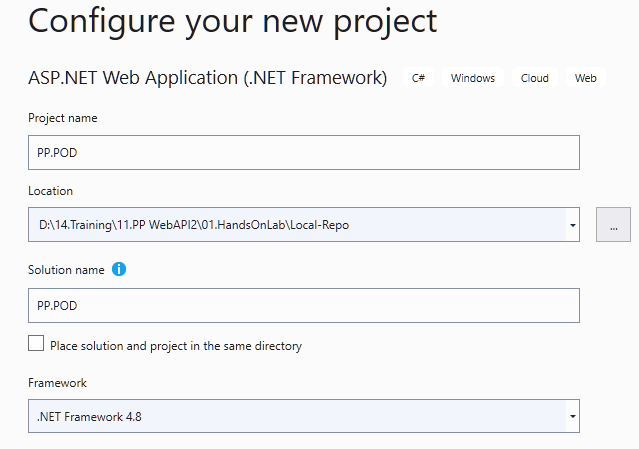 Configure your new project
ASP.NET Web Application (.NET Framework) C# Windows Cloud Web
Project name
PP.POD
Location
D:\14.Training\11.PP WebAPI2\01.HandsOnLab\Local-Repo
...
Solution name i
PP.POD
Place solution and project in the same directory
Framework
.NET Framework 4.8